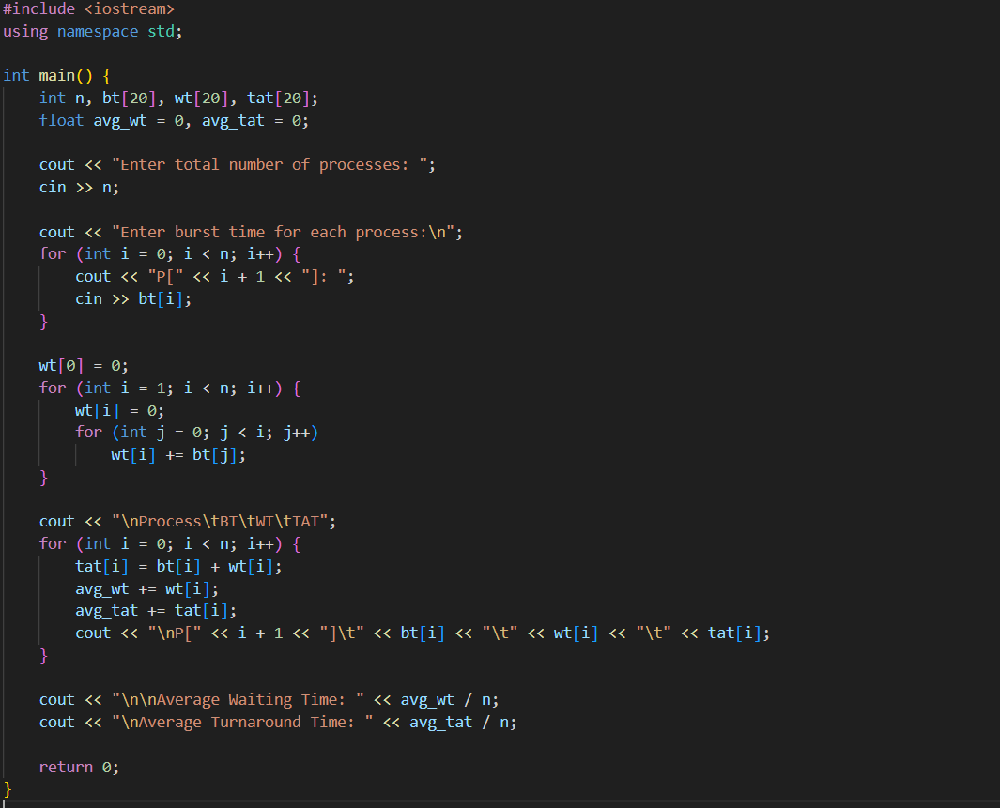 #include <iostream>
using namespace std;
int main() {
    int n, bt[20], wt[20], tat[20];
    float avg_wt = 0, avg_tat = 0;
    cout << "Enter total number of processes: ";
    cin >> n;
    cout << "Enter burst time for each process:\n";
    for (int i = 0; i < n; i++) {
        cout << "P[" << i + 1 << "]: ";
        cin >> bt[i];
    }
    wt[0] = 0;
    for (int i = 1; i < n; i++) {
        wt[i] = 0;
        for (int j = 0; j < i; j++)
            wt[i] += bt[j];
    }
    cout << "\nProcess\tBT\tWT\tTAT";
    for (int i = 0; i < n; i++) {
        tat[i] = bt[i] + wt[i];
        avg_wt += wt[i];
        avg_tat += tat[i];
        cout << "\nP[" << i + 1 << "]\t" << bt[i] << "\t" << wt[i] << "\t" << tat[i];
    }
    cout << "\n\nAverage Waiting Time: " << avg_wt / n;
    cout << "\nAverage Turnaround Time: " << avg_tat / n;
    return 0;
}